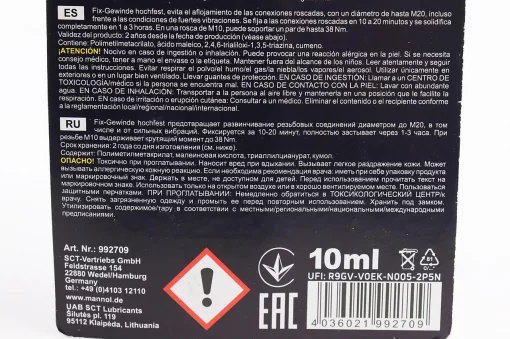 ES Fix-Gewinde hochfest, evita el aflojamiento de las conexiones roscadas, con un diámetro de hasta M20, incluso frente
a las condiciones de fuertes vibraciones. Se fija a las conexiones roscadas en 10 a 20 minutos y se solidifica
completamente en 1 a 3 horas. En una rosca de M10, puede soportar un par de hasta 38 Nm.
Validez del producto: 2 años desde la fecha de producción (véase abajo).
Contiene: Polimetilmetacrilato, ácido maleico, 2,4,6-trialiloxi-1,3,5-triazina, cumeno.
¡ATENCIÓN! Nocivo en caso de ingestión o inhalación. Puede provocar una reacción alérgica en la piel. Si se necesita
consejo médico, tener a mano el envase o la etiqueta. Mantener fuera del alcance de los niños. Leer atentamente y seguir
todas las instrucciones. Evitar respirar el polvo/el humo/el gas/la niebla/los vapores/el aerosol. Utilizar únicamente en
exteriores o en un lugar bien ventilado. Llevar guantes de protección. EN CASO DE INGESTIÓN: Llamar a un CENTRO DE
TOXICOLOGÍA/médico si la persona se encuentra mal. EN CASO DE CONTACTO CON LA PIEL: Lavar con abundante
agua. EN CASO DE INHALACIÓN: Transportar a la persona al aire libre y mantenerla en una posición que le facilite la
respiración. En caso de irritación o erupción cutánea: Consultar a un médico. Eliminar el contenido o el recipiente conforme
a la reglamentación local/regional/nacional/internacional.
RU Fix-Gewinde hochfest предотвращает развинчивание резьбовых соединений диаметром до M20, в том
числе и от сильных вибраций. Фиксируется за 10-20 минут, полностью застывает через 1-3 часа. При
резьбе M10 выдерживает крутящий момент до 38 Nm.
Срок хранения: 2 года со дня изготовления (см. ниже).
Состав: Полиметилметакрилат, малеиновая кислота, триаллилцианурат, кумол.
ОПАСНО! Токсично при проглатывании. Наносит вред при вдыхании. Вызывает легкое раздражение кожи. Может
вызывать аллергическую кожную реакцию. Если необходима рекомендация врача: иметь при себе упаковку продукта
или маркировочный знак. Держать в месте, не доступном для детей. Перед использованием прочитать текст на
маркировочном знаке. Использовать только на открытом воздухе или в хорошо вентилируемом месте. Пользоваться
защитными перчатками. ПРИ ПРОГЛАТЫВАНИИ: Немедленно обратиться в ТОКСИКОЛОГИЧЕСКИЙ ЦЕНТР/к
врачу. Снять загрязненную одежду и промыть ее перед повторным использованием. Хранить под замком.
Утилизировать содержимое/тару в соответствии с местными/региональными/национальными/международными
предписаниями.
Art. Nr.: 992709
SCT-Vertriebs GmbH
Feldstrasse 154
22880 Wedel/Hamburg
Germany
tel.: +49 (0)4103 12110
www.mannol.de
UAB SCT Lubricants
Šilutės pl. 119
95112 Klaipėda, Lithuania
EAC
10ml
81
UFI: R9GV-V0EK-N005-2P5N
4 036021 992709